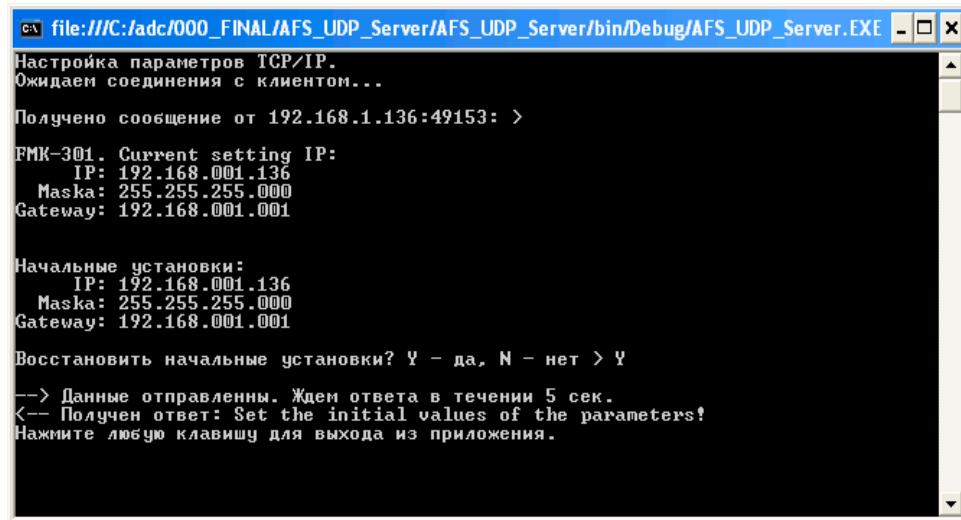 file:///C:/adc/000_FINAL/AFS_UDP_Server/AFS_UDP_Server/bin/Debug/AFS_UDP_Server.EXE
Настройка параметров TCP/IP.
Ожидаем соединения с клиентом...
Получено сообщение от 192.168.1.136:49153: >
FMK-301. Current setting IP:
IP: 192.168.001.136
Maska: 255.255.255.000
Gateway: 192.168.001.001
Начальные установки:
IP: 192.168.001.136
Maska: 255.255.255.000
Gateway: 192.168.001.001
Восстановить начальные установки? Y - да, N - нет > Y
--> Данные отправленны. Ждем ответа в течении 5 сек.
<-- Получен ответ: Set the initial values of the parameters!
Нажмите любую клавишу для выхода из приложения.